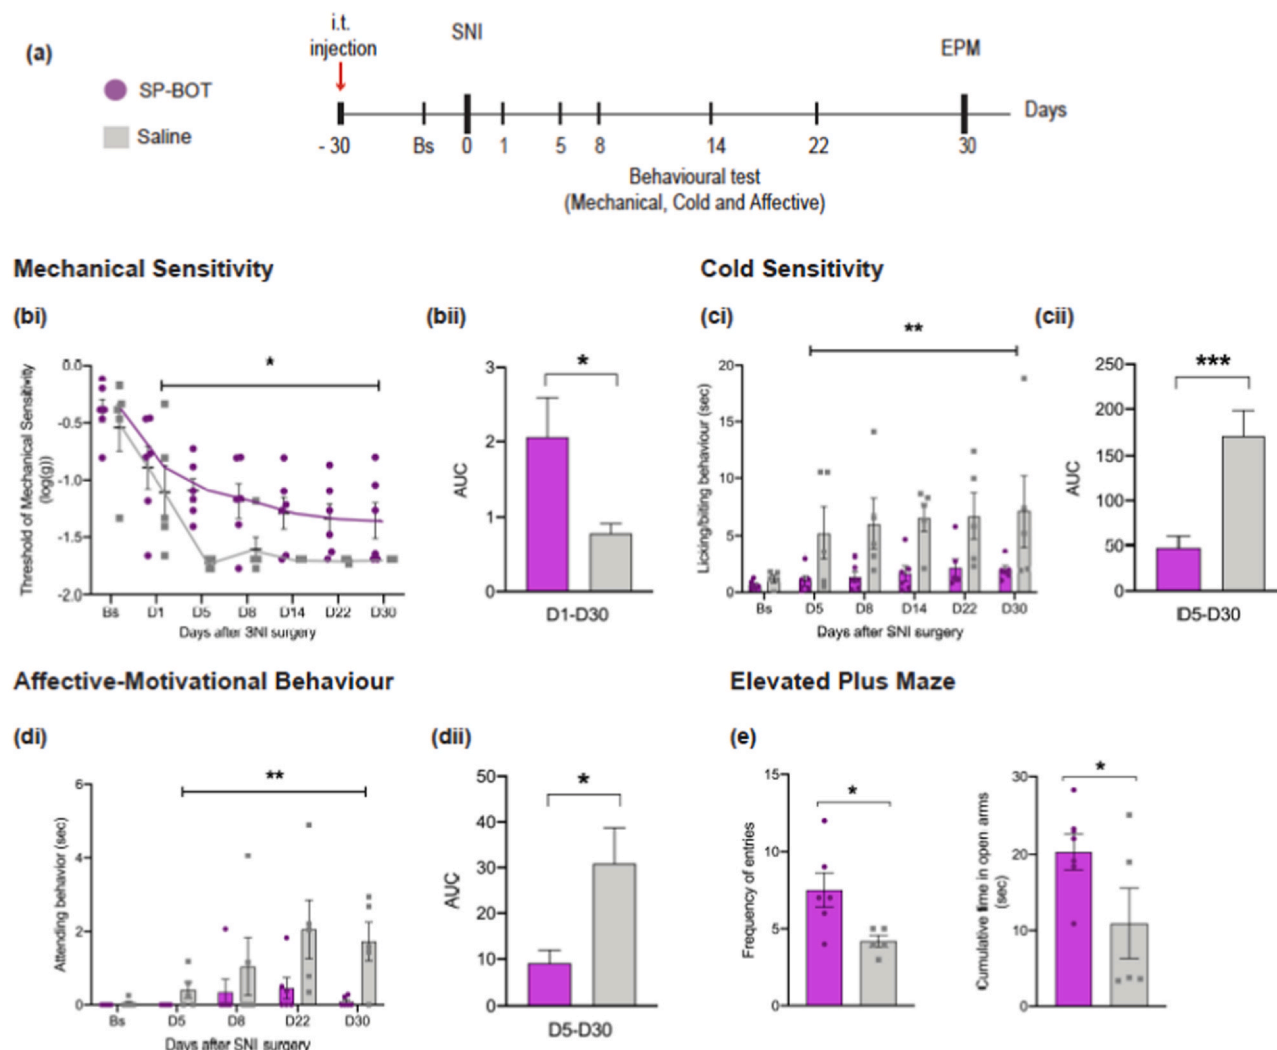 (a)
i.t.
injection
SNI
EPM
SP-BOT
Saline
Days
- 30
Bs
0
1
5
8
14
22
30
Behavioural test
(Mechanical, Cold and Affective)
Mechanical Sensitivity
Cold Sensitivity
(bi)
Threshold of Mechanical Sensitivity
(log(g))
0.0
-0.5
-1.0
-1.5
-2.0
*
Bs D1 D5 D8 D14 D22 D30
Days after SNI surgery
(bii)
AUC
3
2
1
0
*
D1-D30
(ci)
Licking/biting behaviour (sec)
20
15
10
5
0
**
Bs D5 D8 D14 D22 D30
Days after SNI surgery
(cii)
AUC
250
200
150
100
50
0
***
D5-D30
Affective-Motivational Behaviour
Elevated Plus Maze
(di)
Attending behavior (sec)
6
4
2
0
**
Bs D5 D8 D22 D30
Days after SNI surgery
(dii)
AUC
50
40
30
20
10
0
*
D5-D30
(e)
Frequency of entries
15
10
5
0
*
Cumulative time in open arms
(sec)
30
20
10
0
*